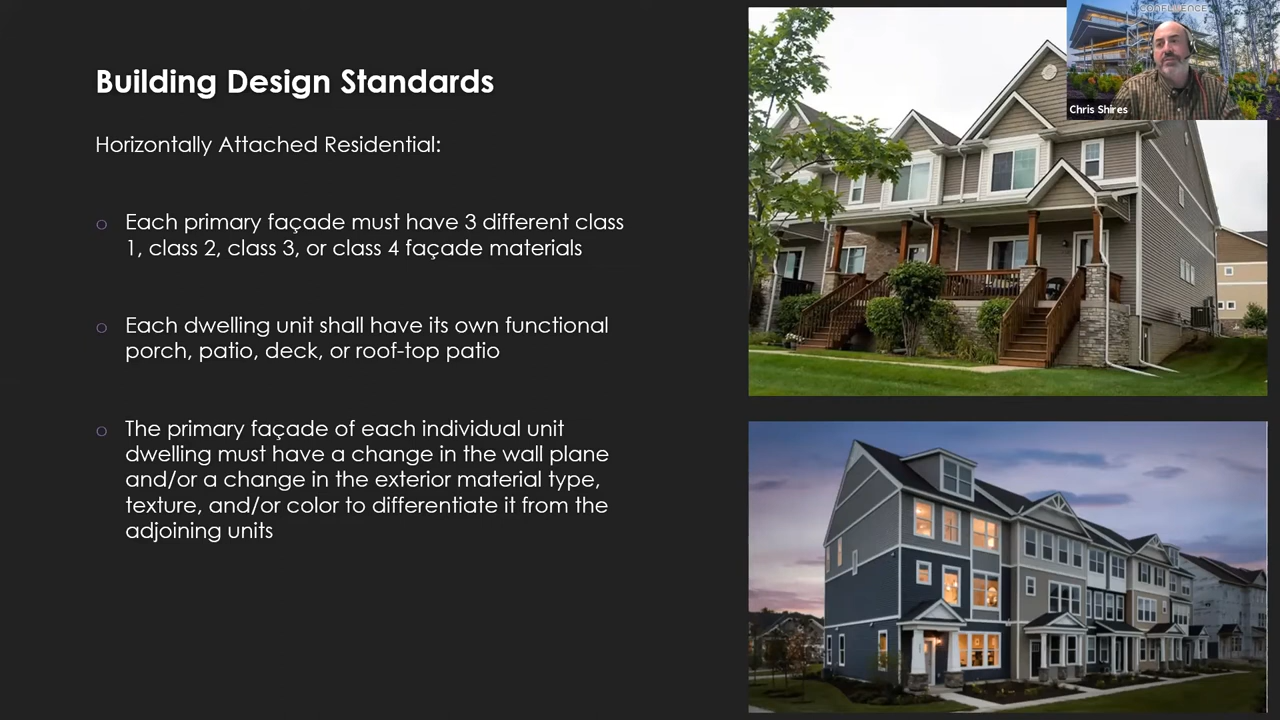 CONFLUENCE
Building Design Standards
Chris Shires
Horizontally Attached Residential:
Each primary façade must have 3 different class
1, class 2, class 3, or class 4 façade materials
Each dwelling unit shall have its own functional
porch, patio, deck, or roof-top patio
The primary façade of each individual unit
dwelling must have a change in the wall plane
and/or a change in the exterior material type,
texture, and/or color to differentiate it from the
adjoining units